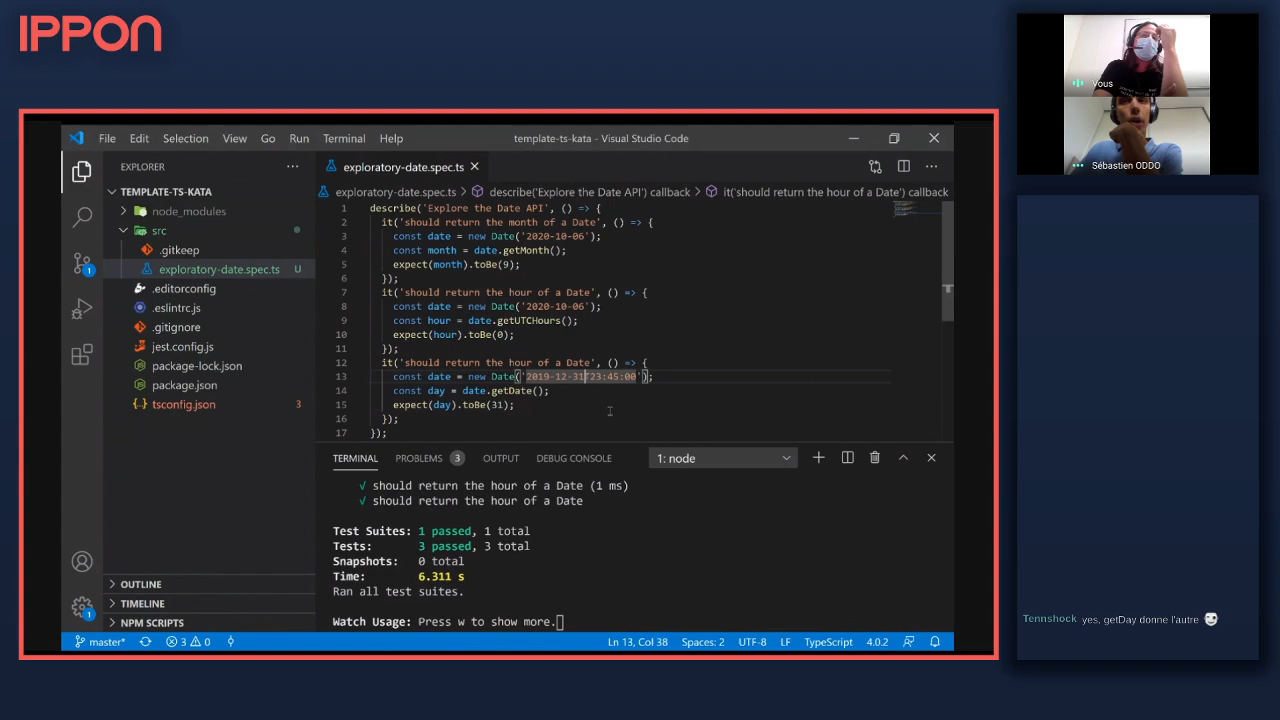 IPPON
File Edit Selection View Go Run Terminal Help
template-ts-kata - Visual Studio Code
EXPLORER
TEMPLATE-TS-KATA
node_modules
src
.gitkeep
exploratory-date.spec.ts U
.editorconfig
.eslintrc.js
.gitignore
jest.config.js
package-lock.json
package.json
tsconfig.json 3
OUTLINE
TIMELINE
NPM SCRIPTS
exploratory-date.spec.ts
exploratory-date.spec.ts > describe('Explore the Date API') callback > it('should return the hour of a Date') callback
1 describe('Explore the Date API', () => {
2 it('should return the month of a Date', () => {
3 const date = new Date('2020-10-06');
4 const month = date.getMonth();
5 expect(month).toBe(9);
6 });
7 it('should return the hour of a Date', () => {
8 const date = new Date('2020-10-06');
9 const hour = date.getUTCHours();
10 expect(hour).toBe(0);
11 });
12 it('should return the hour of a Date', () => {
13 const date = new Date('2019-12-31T23:45:00');
14 const day = date.getDate();
15 expect(day).toBe(31);
16 });
17 });
TERMINAL PROBLEMS 3 OUTPUT DEBUG CONSOLE 1: node
√ should return the hour of a Date (1 ms)
√ should return the hour of a Date
Test Suites: 1 passed, 1 total
Tests: 3 passed, 3 total
Snapshots: 0 total
Time: 6.311 s
Ran all test suites.
Watch Usage: Press w to show more.
1
1
master* 3 0 Ln 13, Col 38 Spaces: 2 UTF-8 LF TypeScript 4.0.2
Vous
Sébastien ODDO
Tennshock yes, getDay donne l'autre